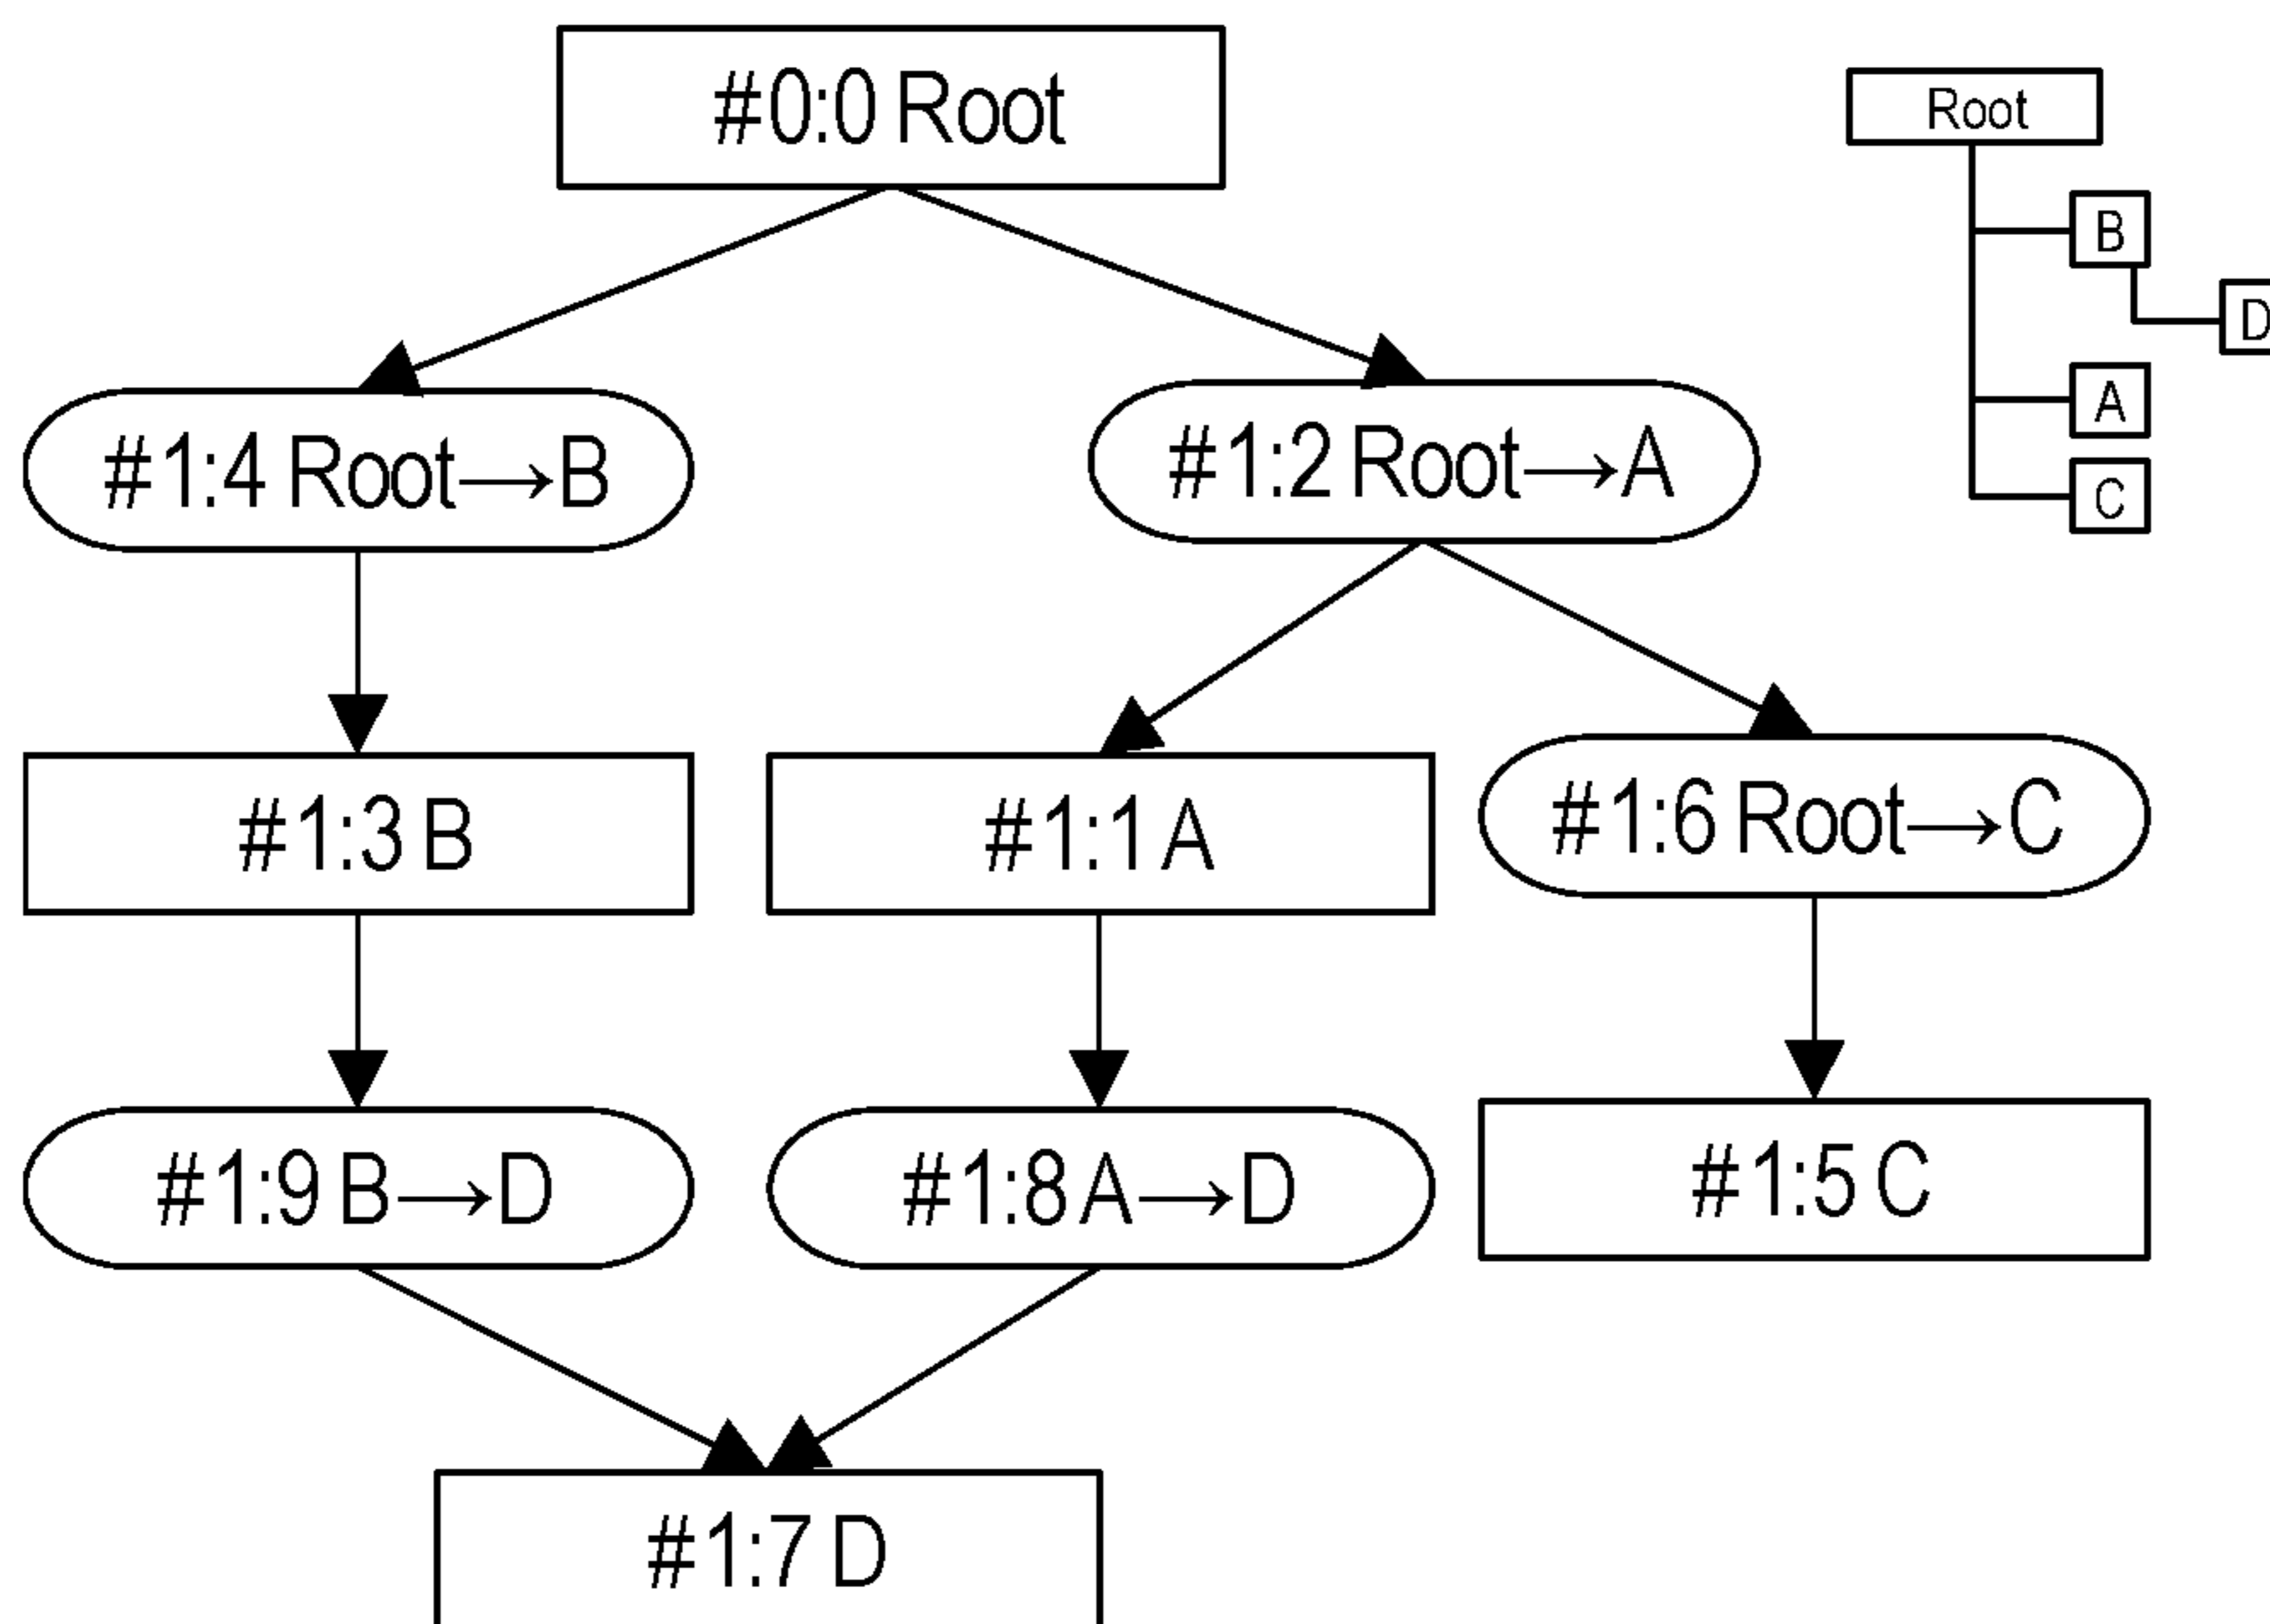 #0:0 Root
#1:4 Root→B
#1:2 Root→A
#1:3 B
#1:1 A
#1:6 Root→C
#1:9 B→D
#1:8 A→D
#1:5 C
#1:7 D
Root
B
D
A
C